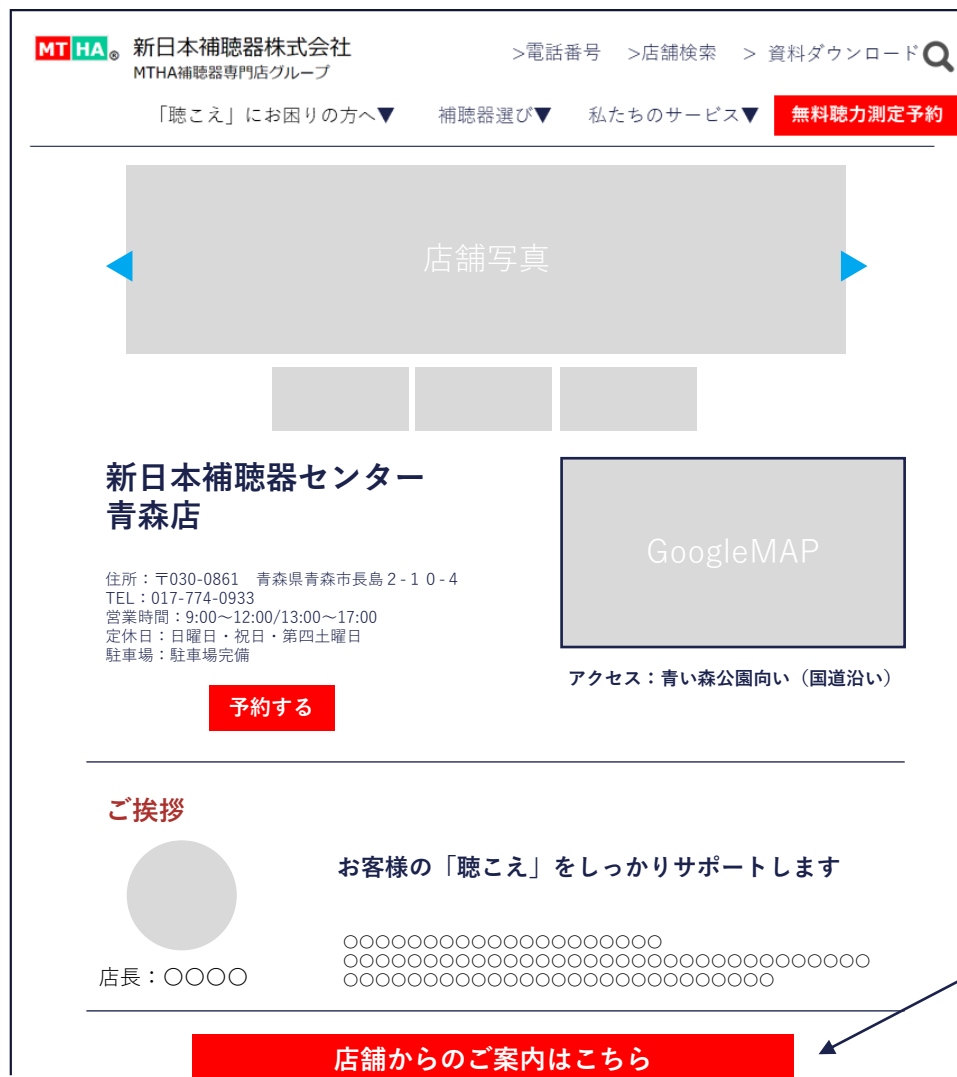 MT HA® 新日本補聴器株式会社
MTHA補聴器専門店グループ
>電話番号 >店舗検索 > 資料ダウンロード
「聴こえ」にお困りの方へ▼ 補聴器選び▼ 私たちのサービス▼ 無料聴力測定予約
店舗写真
新日本補聴器センター
青森店
住所：〒030-0861　青森県青森市長島２-１０-４
TEL：017-774-0933
営業時間：9:00～12:00/13:00～17:00
定休日：日曜日・祝日・第四土曜日
駐車場：駐車場完備
予約する
GoogleMAP
アクセス：青い森公園向い（国道沿い）
ご挨拶
お客様の「聴こえ」をしっかりサポートします
○○○○○○○○○○○○○○○○○○○○
○○○○○○○○○○○○○○○○○○○○○○○○○○○○○○○○○
○○○○○○○○○○○○○○○○○○○○○○○○○○○
店長：〇〇〇〇
店舗からのご案内はこちら